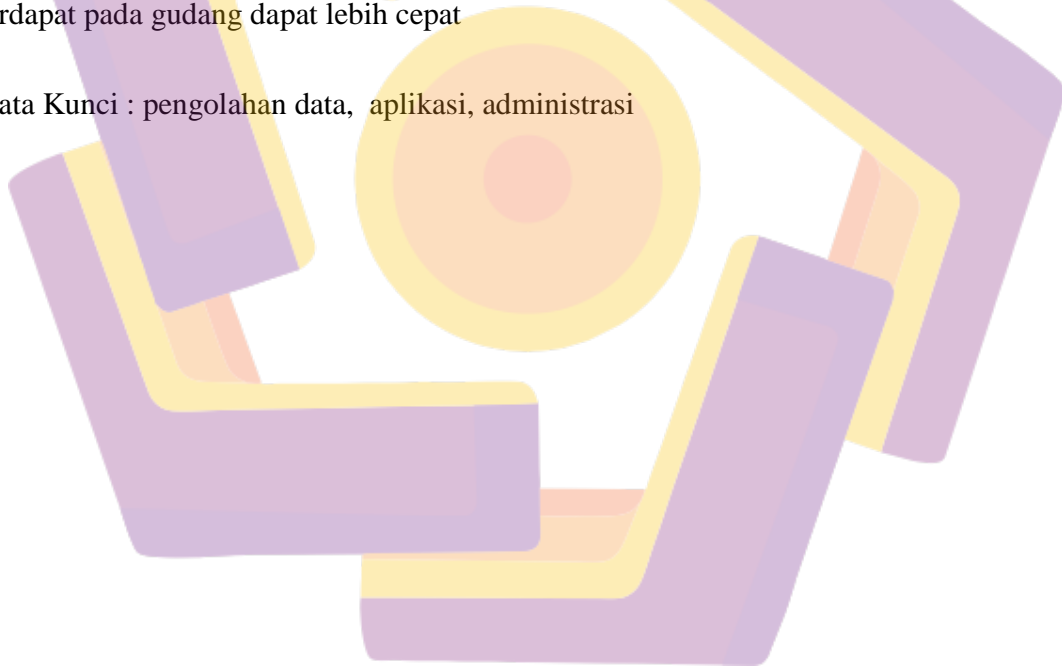 rdapat pada gudang dapat lebih cepat
ata Kunci : pengolahan data, aplikasi, administrasi